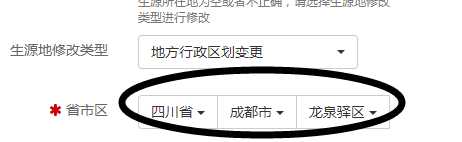 生源所在地为空或者不正确，请选择生源地修改
类型进行修改
生源地修改类型 地方行政区划变更
* 省市区 四川省 成都市 龙泉驿区